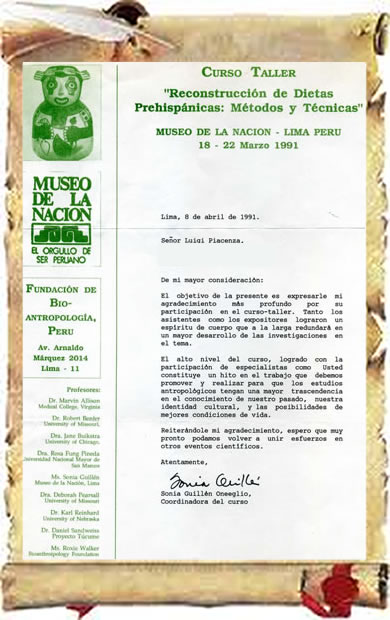 CURSO TALLER
"Reconstrucción de Dietas
Prehispánicas: Métodos y Técnicas"
MUSEO DE LA NACION - LIMA PERU
18 - 22 Marzo 1991
MUSEO
DE LA
NACION
EL ORGULLO DE
SER PERUANO
FUNDACIÓN DE
BIO-
ANTROPOLOGÍA,
PERU
Av. Arnaldo
Márquez 2014
Lima - 11
Profesores:
Dr. Marvin Allison
Medical College, Virginia
Dr. Robert Benfer
University of Missouri,
Dra. Jane Buikstra
University of Chicago.
Dra. Rosa Fung Pineda
Universidad Nacional Mayor de
San Marcos
Ms. Sonia Guillén
Museo de la Nación, Lima
Dra. Deborah Pearsall
University of Missouri
Dr. Karl Reinhard
University of Nebraska
Dr. Daniel Sandweiss
Proyecto Túcume
Ms. Roxie Walker
Bioanthropology Foundation
Lima, 8 de abril de 1991.
Señor Luigi Piacenza.
De mi mayor consideración:
El objetivo de la presente es expresarle mi
agradecimiento más profundo por su
participación en el curso-taller. Tanto los
asistentes como los expositores lograron un
espíritu de cuerpo que a la larga redundará en
un mayor desarrollo de las investigaciones en
el tema.
El alto nivel del curso, logrado con la
participación de especialistas como Usted
constituye un hito en el trabajo que debemos
promover y realizar para que los estudios
antropológicos tengan una mayor trascendencia
en el conocimiento de nuestro pasado, nuestra
identidad cultural, y las posibilidades de
mejores condiciones de vida.
Reiterándole mi agradecimiento, espero que muy
pronto podamos volver a unir esfuerzos en
otros eventos científicos.
Atentamente,
Sonia Guillén
Sonia Guillén Oneeglio,
Coordinadora del curso